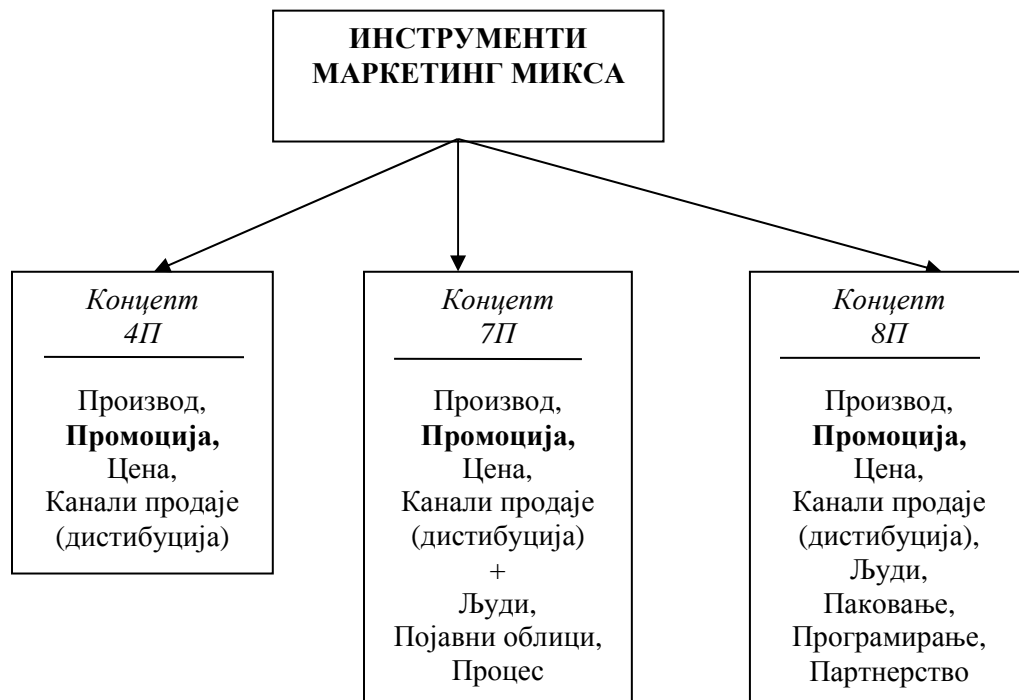 ИНСТРУМЕНТИ
МАРКЕТИНГ МИКСА
Концепт
4П
Производ,
Промоција,
Цена,
Канали продаје
(дистибуција)
Концепт
7П
Производ,
Промоција,
Цена,
Канали продаје
(дистибуција)
+
Људи,
Појавни облици,
Процес
Концепт
8П
Производ,
Промоција,
Цена,
Канали продаје
(дистибуција),
Људи,
Паковање,
Програмирање,
Партнерство